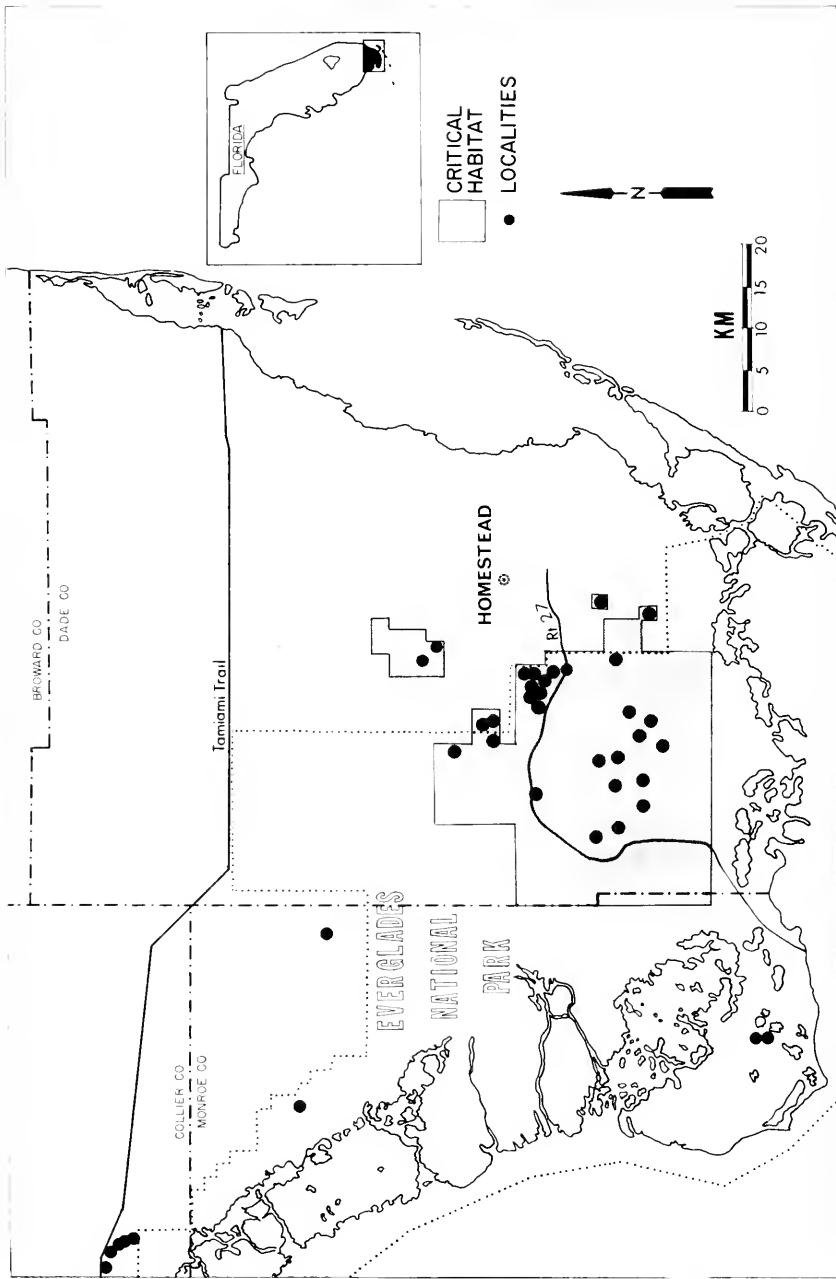 FLORIDA
CRITICAL
HABITAT
LOCALITIES
N
KM
0 5 10 15 20
BROWARD CO
DADE CO
Tamiami Trail
COLLIER CO
MONROE CO
HOMESTEAD
Rt 27
EVERGLADES
NATIONAL
PARK